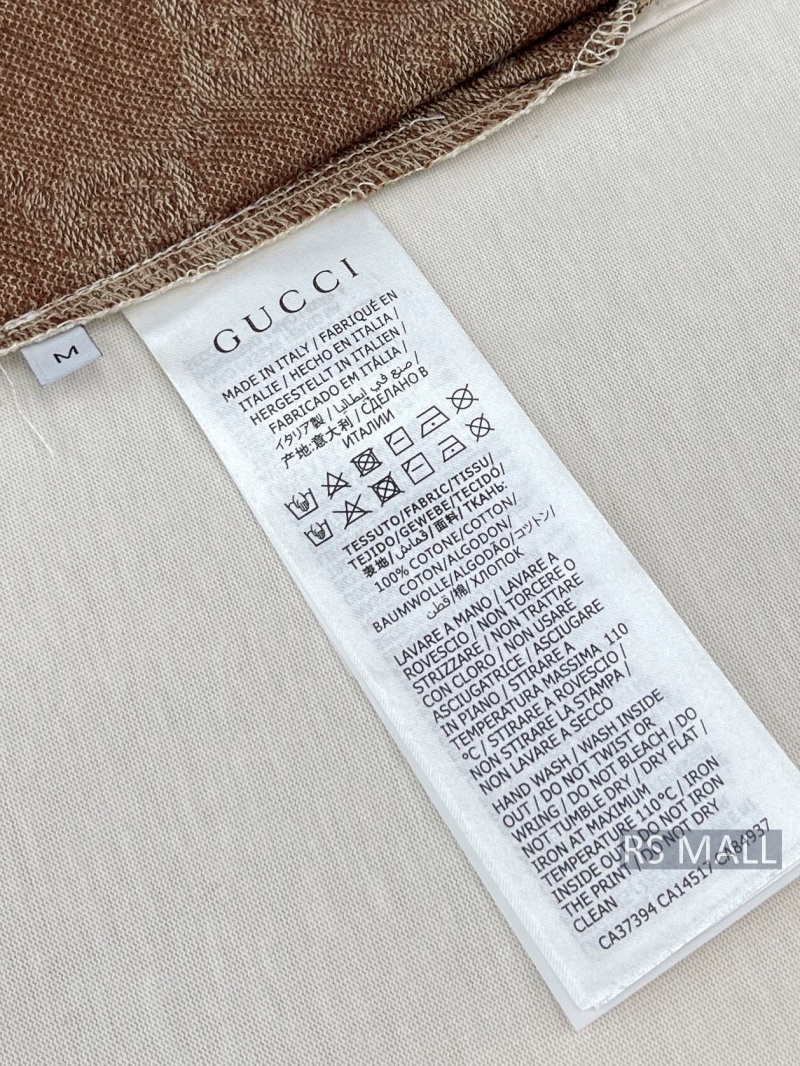 M
GUCCI
MADE IN ITALY / FABRIQUÉ EN
ITALIE / HECHO EN ITALIA /
HERGESTELLT IN ITALIEN /
FABRICADO EM ITÁLIA /
イタリア製 / صنع في إيطاليا /
产地:意大利 / СДЕЛАНО В
ИТАЛИИ
TESSUTO/FABRIC/TISSU/
TEJIDO/GEWEBE/TECIDO/
表地/قماش/面料/ТКАНЬ:
100% COTONE/COTTON/
COTON/ALGODON/
BAUMWOLLE/ALGODÃO/コットン/
قطن/棉/ХЛОПОК
LAVARE A MANO / LAVARE A
ROVESCIO / NON TORCERE O
STRIZZARE / NON TRATTARE
CON CLORO / NON USARE
ASCIUGATRICE / ASCIUGARE
IN PIANO / STIRARE A
TEMPERATURA MASSIMA 110
°C / STIRARE A ROVESCIO /
NON STIRARE LA STAMPA /
NON LAVARE A SECCO
HAND WASH / WASH INSIDE
OUT / DO NOT TWIST OR
WRING / DO NOT BLEACH / DO
NOT TUMBLE DRY / DRY FLAT /
IRON AT MAXIMUM
TEMPERATURE 110°C / IRON
INSIDE OUT / DO NOT IRON
THE PRINT / DO NOT DRY
CLEAN
CA37394 CA14517
RS MALL